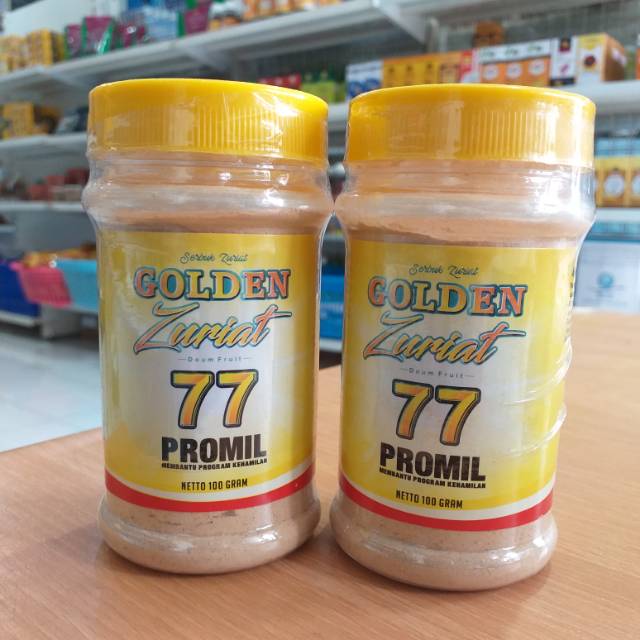 Serbuk Zuriat
GOLDEN
Zuriat
Doum Fruit
77
PROMIL
MEMBANTU PROGRAM KEHAMILAN
NETTO 100 GRAM
Serbuk Zuriat
GOLDEN
Zuriat
Doum Fruit
77
PROMIL
MEMBANTU PROGRAM KEHAMILAN
NETTO 100 GRAM